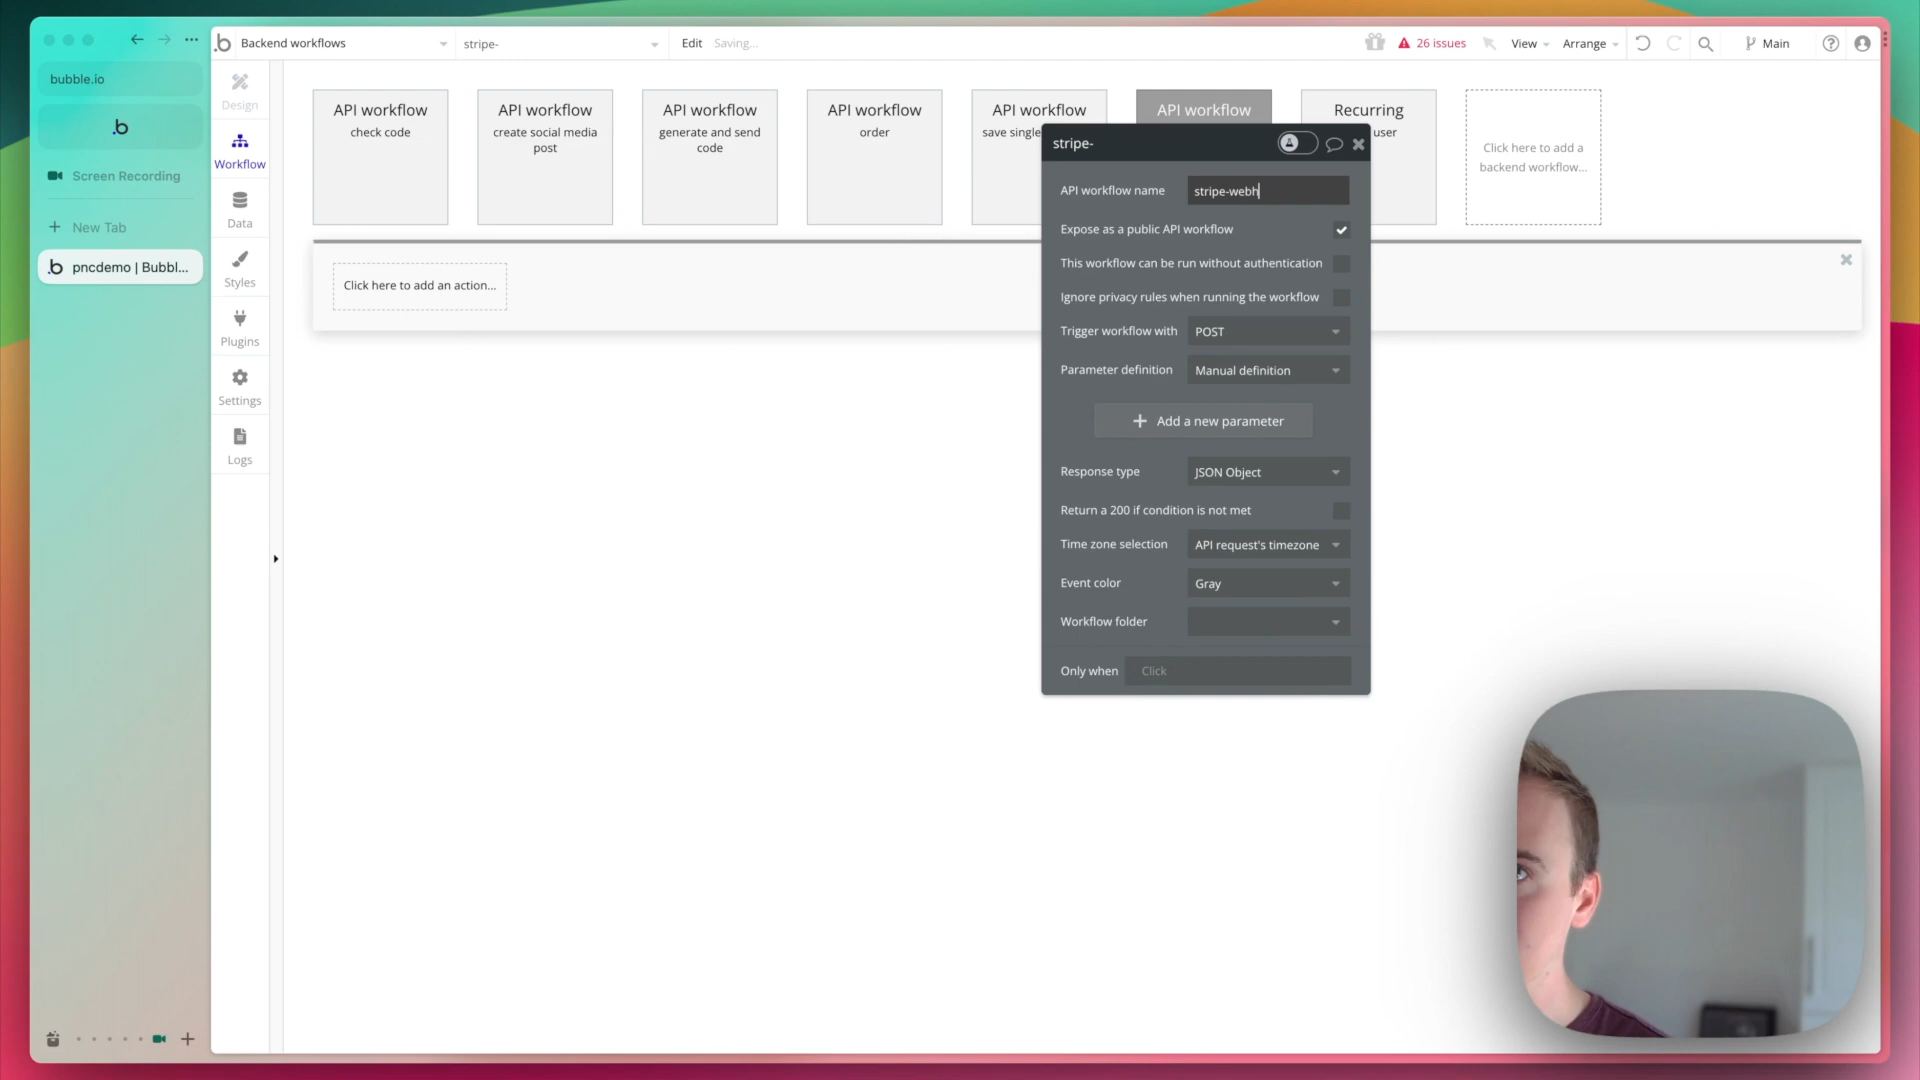 Backend workflows
stripe-
Edit
Saving...
26 issues
View
Arrange
Main
bubble.io
Screen Recording
New Tab
pncdemo | Bubbl...
Design
Workflow
Data
Styles
Plugins
Settings
Logs
API workflow
check code
API workflow
create social media
post
API workflow
generate and send
code
API workflow
order
API workflow
save single
API workflow
Recurring
user
Click here to add a
backend workflow...
Click here to add an action...
stripe-
API workflow name
stripe-webh
Expose as a public API workflow
This workflow can be run without authentication
Ignore privacy rules when running the workflow
Trigger workflow with
POST
Parameter definition
Manual definition
Add a new parameter
Response type
JSON Object
Return a 200 if condition is not met
Time zone selection
API request's timezone
Event color
Gray
Workflow folder
Only when
Click